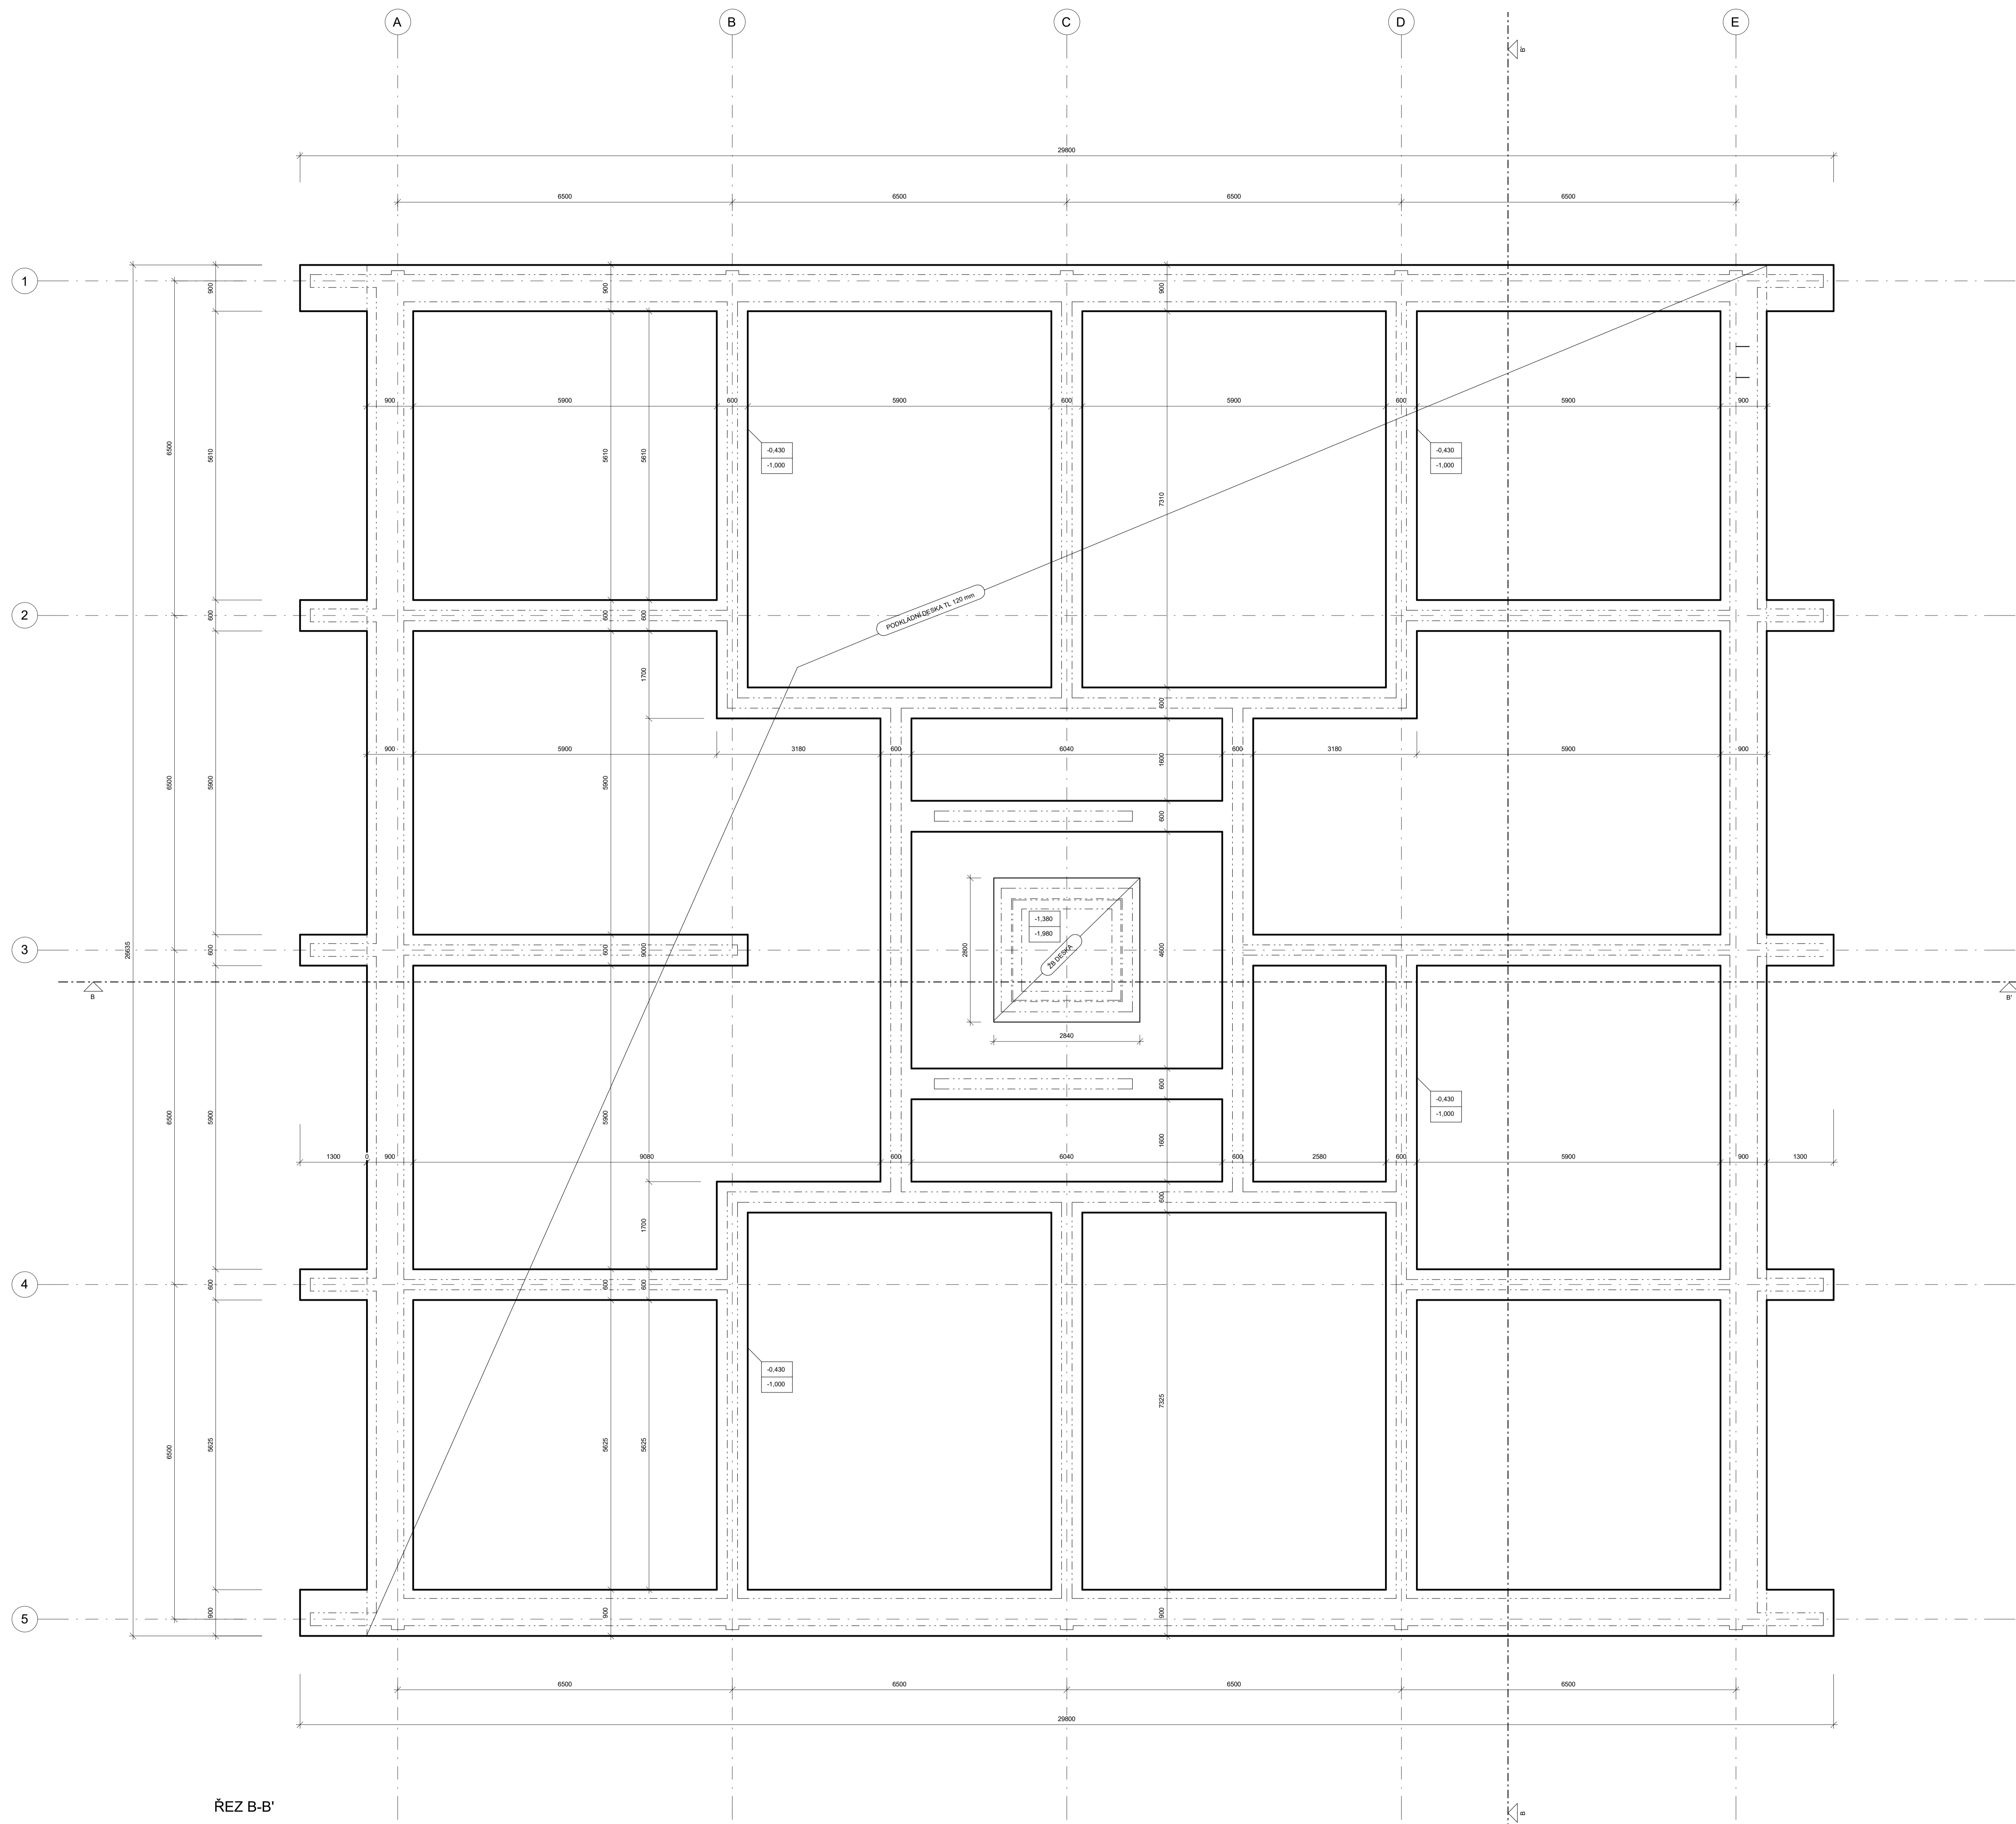 A B C D E
B'
29800
6500 6500 6500 6500
1
900 900 900
5610 5610 5610
6500
900 5900 600 5900 600 5900 600 5900 900
-0,430
-1,000
-0,430
-1,000
7310
PODKLADNÍ DESKA TL 120 mm
2
600 600 600
1700
600
900 5900 3180 600 6040 600 3180 5900 900
1600
6500
5900 5900
600
-1,380
-1,980
ŽB DESKA
2800
4600
9000
3
26635
600 600
B B'
2840
600
-0,430
-1,000
6500
5900 5900
1600
1300 0 900 9080 600 6040 600 2580 600 5900 900 1300
600
1700
4
600 600 600
-0,430
-1,000
7325
6500
5625 5625 5625
5
900 900 900
6500 6500 6500 6500
29800
ŘEZ B-B'
B